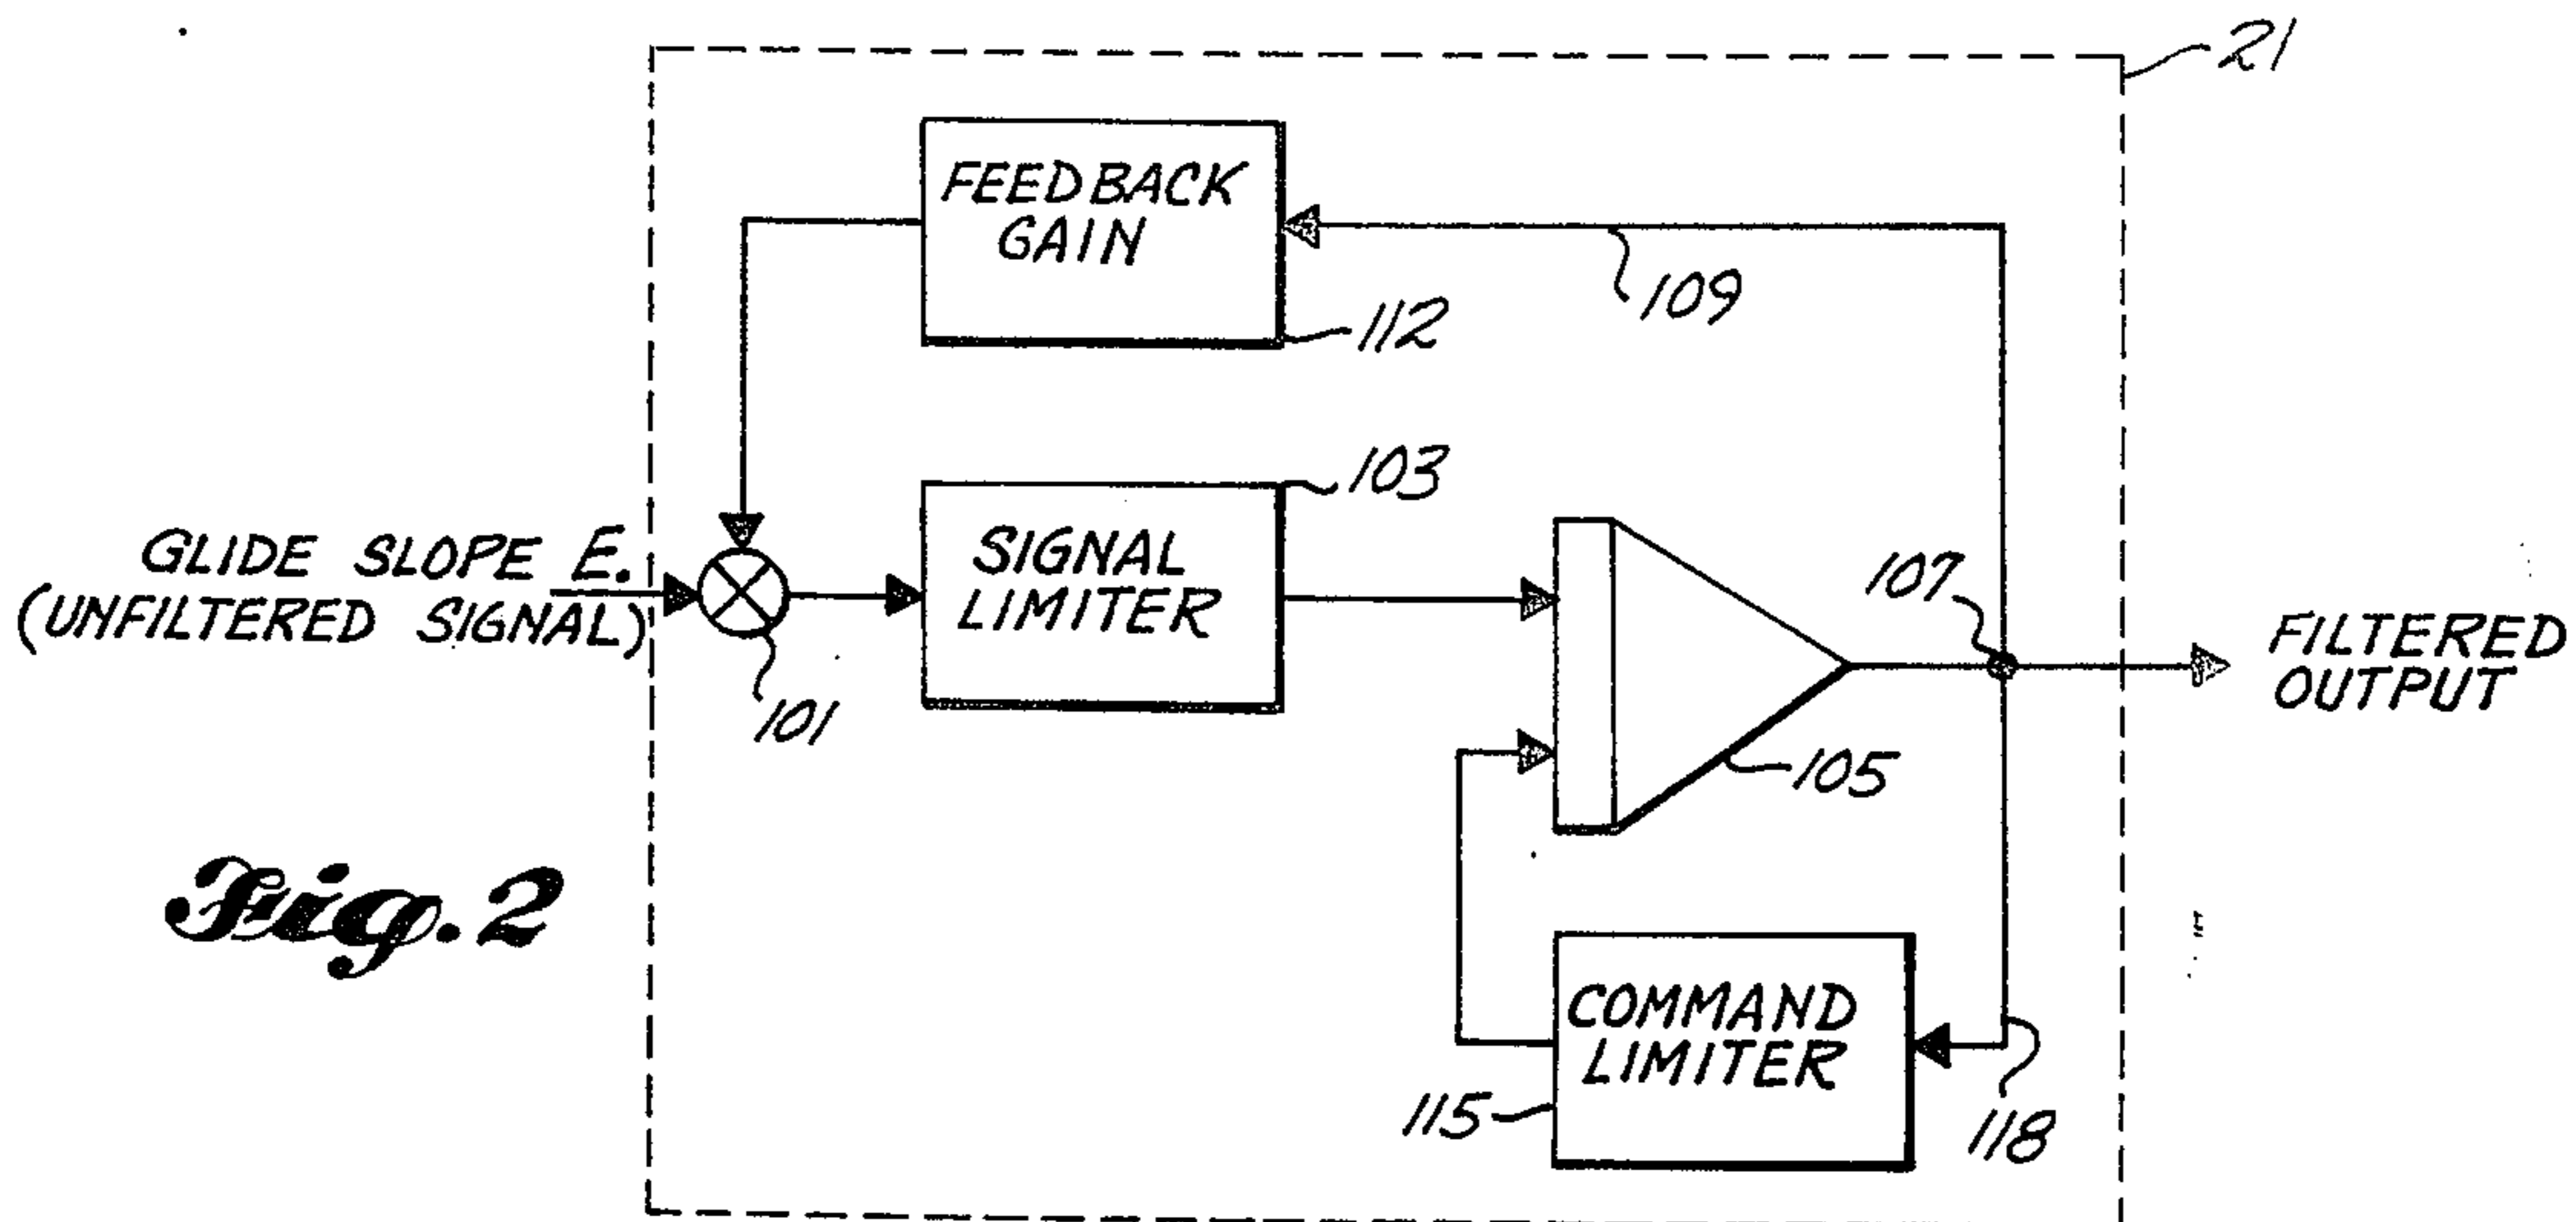 21
FEEDBACK
GAIN
109
112
103
GLIDE SLOPE E.
(UNFILTERED SIGNAL)
SIGNAL
LIMITER
101
107
FILTERED
OUTPUT
105
Fig. 2
COMMAND
LIMITER
115
118